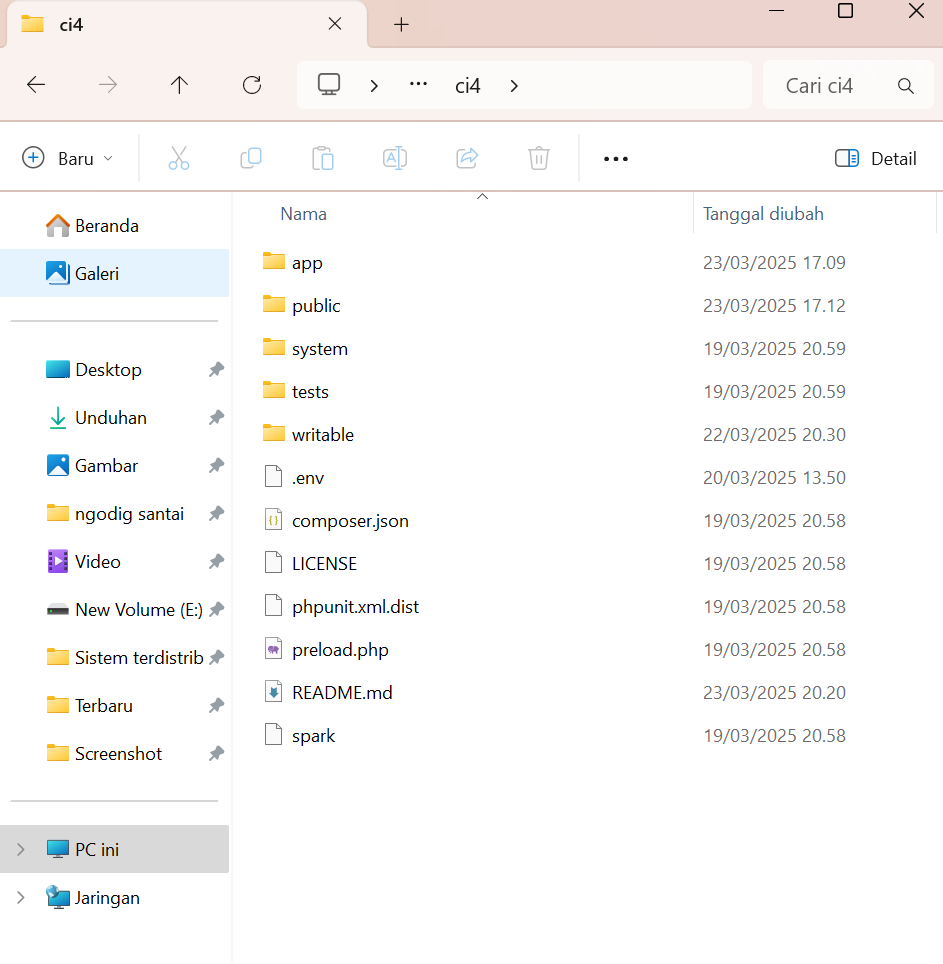 ci4
ci4
Cari ci4
Baru
Detail
Beranda
Galeri
Desktop
Unduhan
Gambar
ngodig santai
Video
New Volume (E:)
Sistem terdistrib
Terbaru
Screenshot
PC ini
Jaringan
Nama Tanggal diubah
app 23/03/2025 17.09
public 23/03/2025 17.12
system 19/03/2025 20.59
tests 19/03/2025 20.59
writable 22/03/2025 20.30
.env 20/03/2025 13.50
composer.json 19/03/2025 20.58
LICENSE 19/03/2025 20.58
phpunit.xml.dist 19/03/2025 20.58
preload.php 19/03/2025 20.58
README.md 23/03/2025 20.20
spark 19/03/2025 20.58